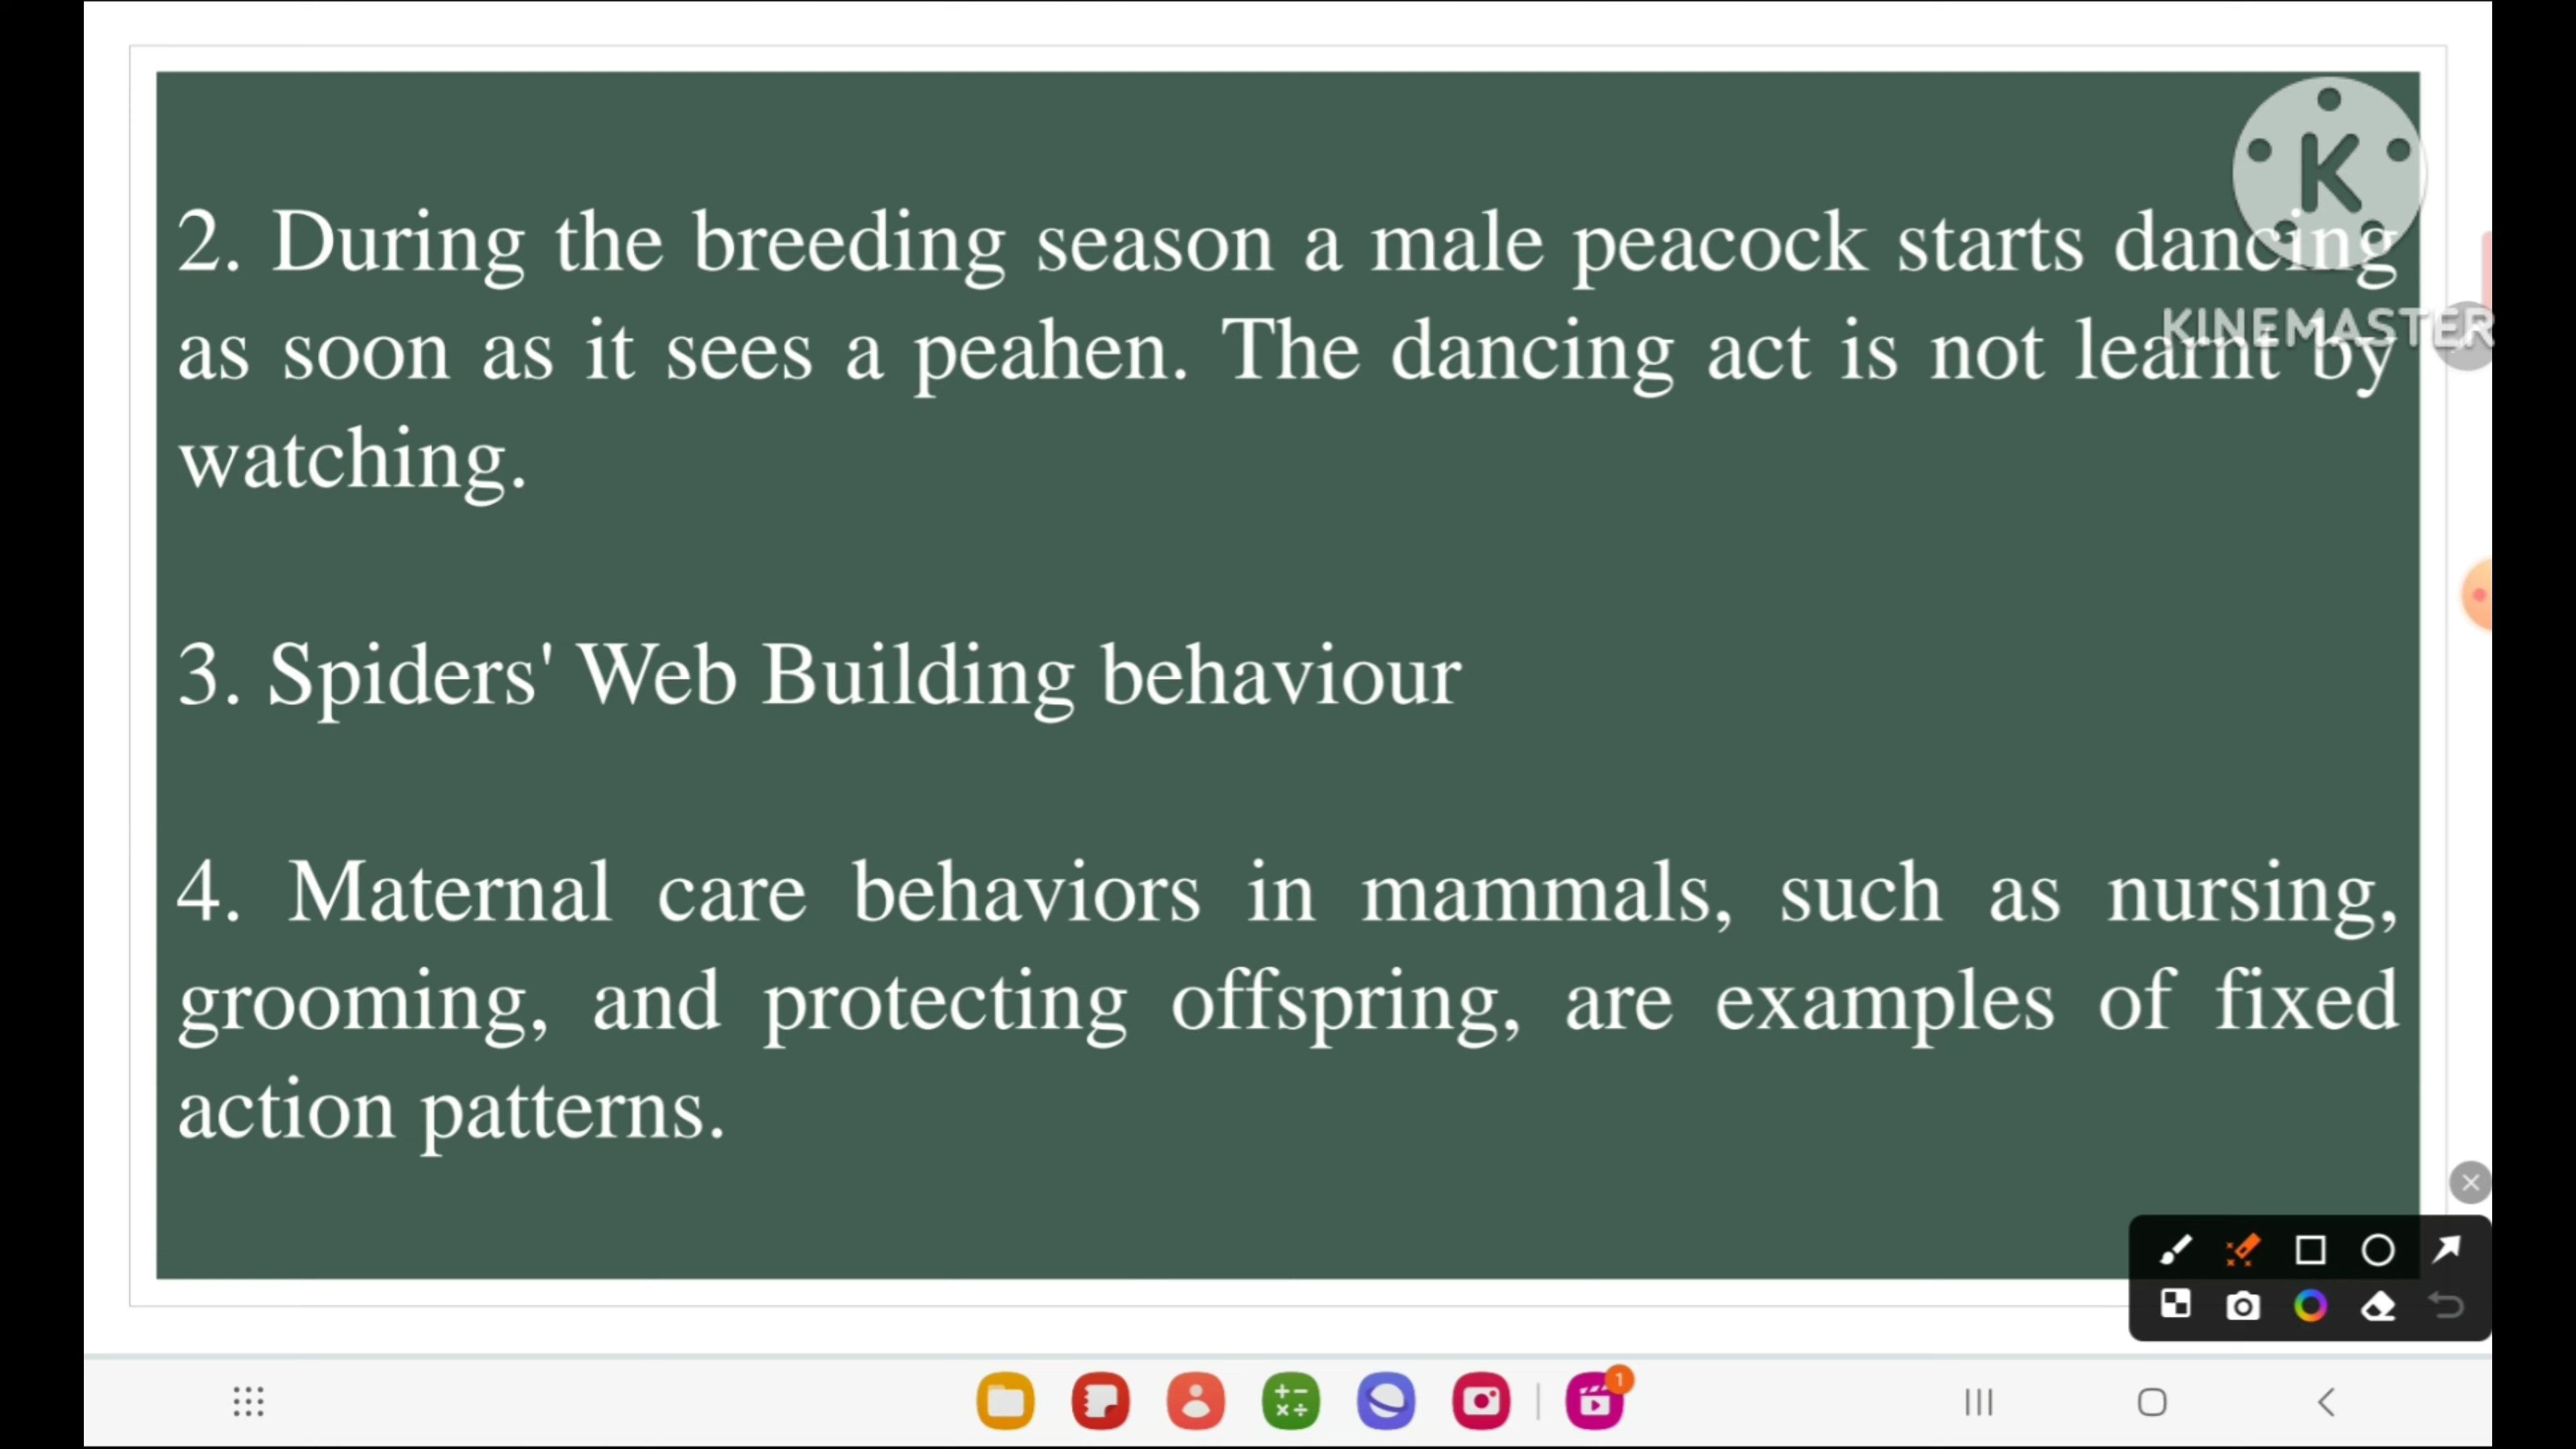 2. During the breeding season a male peacock starts dancing
as soon as it sees a peahen. The dancing act is not learnt by
watching.
3. Spiders' Web Building behaviour
4. Maternal care behaviors in mammals, such as nursing,
grooming, and protecting offspring, are examples of fixed
action patterns.
K
KINEMASTER
1